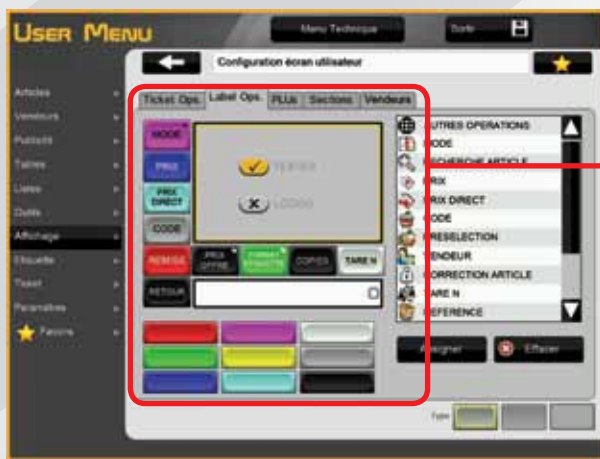 USER MENU
Menu Technique
Sortir
Configuration écran utilisateur
Articles
Vendeurs
Publicité
Tables
Listes
Outils
Affichage
Etiquette
Ticket
Paramètres
Favoris
Ticket Ops. Label Ops. PLUs Sections Vendeurs
MODE
PRIX
PRIX DIRECT
CODE
REMISE
PRIX OFFRE
FORMAT ETIQUETTE
COPIES
TARE N
RETOUR
LOGOS
AUTRES OPERATIONS
MODE
RECHERCHE ARTICLE
PRIX
PRIX DIRECT
CODE
PRESELECTION
VENDEUR
CORRECTION ARTICLE
TARE N
REFERENCE
Assigner
Effacer
Type